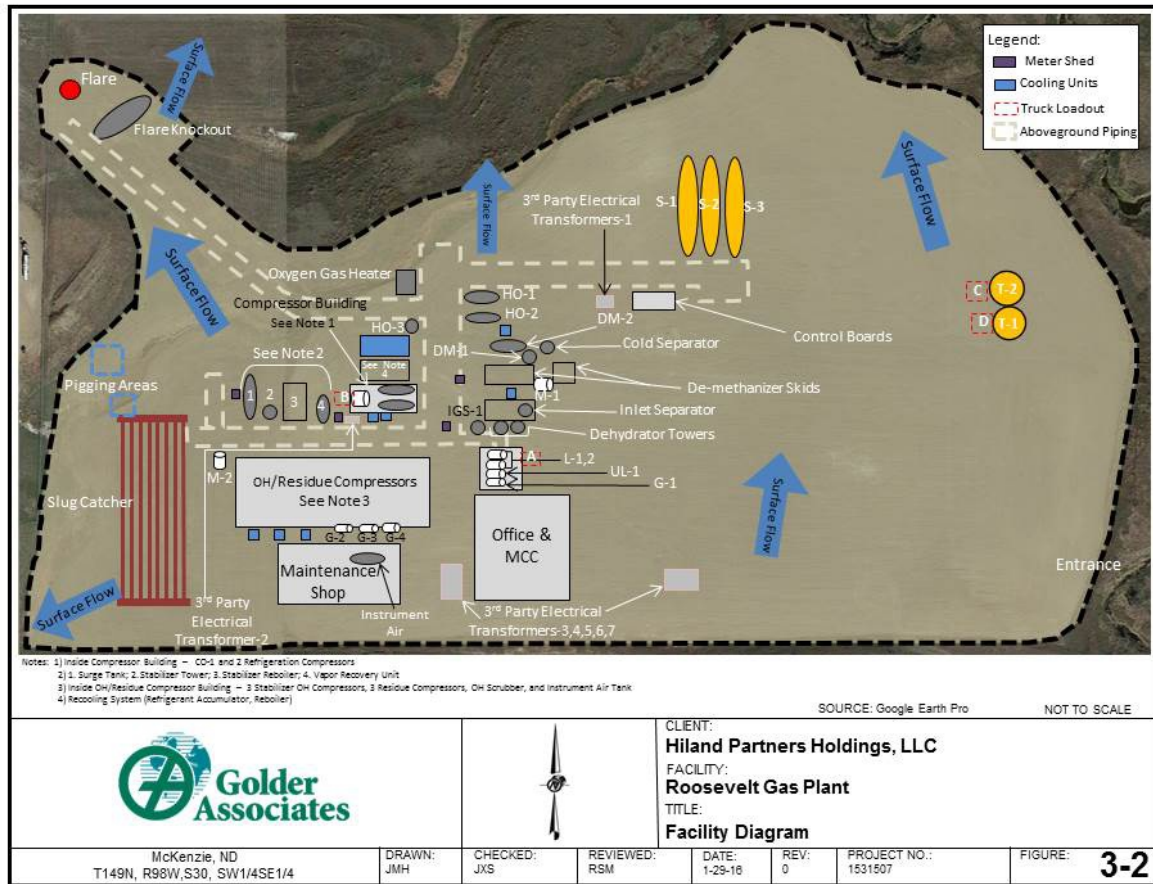 Surface Flow
Flare
Flare Knockout
Legend:
Meter Shed
Cooling Units
Truck Loadout
Aboveground Piping
Surface Flow
Surface Flow
Surface Flow
3rd Party Electrical
Transformers-1
S-1
S-2
S-3
Oxygen Gas Heater
Compressor Building
See Note 1
HO-1
HO-2
HO-3
DM-2
Control Boards
C
T-2
D
T-1
See Note 2
See Note
4
DM-1
Cold Separator
Pigging Areas
1
2
3
4
B
M-1
De-methanizer Skids
IGS-1
Inlet Separator
Dehydrator Towers
M-2
A
L-1,2
UL-1
G-1
Surface Flow
Slug Catcher
OH/Residue Compressors
See Note 3
G-2
G-3
G-4
Office &
MCC
Maintenance/
Shop
Entrance
Surface Flow
3rd Party
Electrical
Transformer-2
Instrument
Air
3rd Party Electrical
Transformers-3,4,5,6,7
Notes: 1) Inside Compressor Building – CO-1 and 2 Refrigeration Compressors
2) 1. Surge Tank; 2. Stabilizer Tower; 3. Stabilizer Reboiler; 4. Vapor Recovery Unit
3) Inside OH/Residue Compressor Building – 3 Stabilizer OH Compressors, 3 Residue Compressors, OH Scrubber, and Instrument Air Tank
4) Recooling System (Refrigerant Accumulator, Reboiler)
SOURCE: Google Earth Pro
NOT TO SCALE
Golder
Associates
CLIENT:
Hiland Partners Holdings, LLC
FACILITY:
Roosevelt Gas Plant
TITLE:
Facility Diagram
McKenzie, ND
T149N, R98W,S30, SW1/4SE1/4
DRAWN:
JMH
CHECKED:
JXS
REVIEWED:
RSM
DATE:
1-29-16
REV:
0
PROJECT NO.:
1531507
FIGURE:
3-2